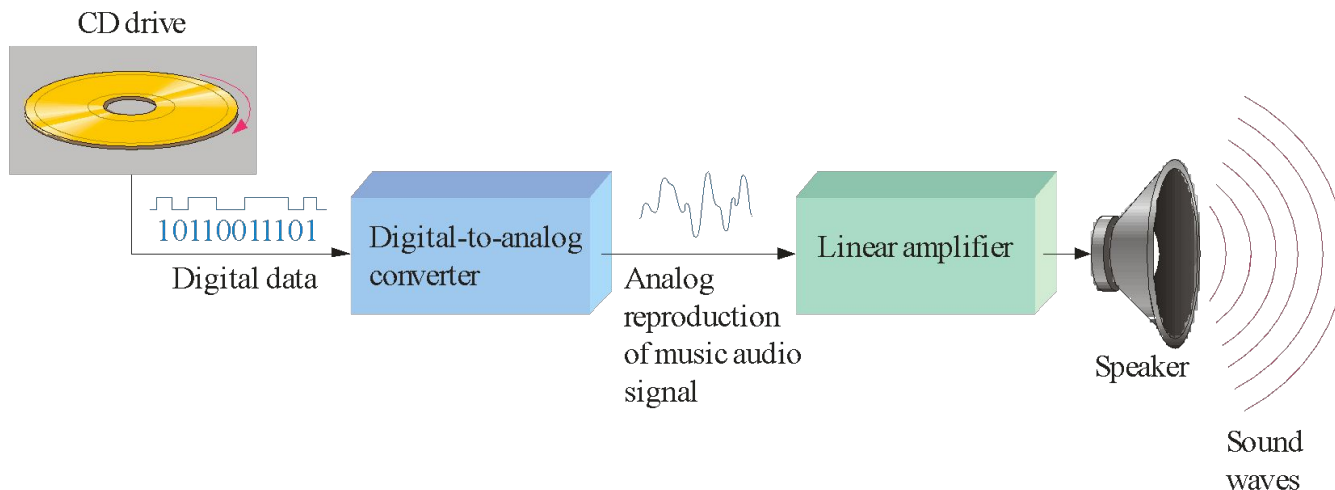 CD drive
10110011101
Digital data
Digital-to-analog
converter
Analog
reproduction
of music audio
signal
Linear amplifier
Speaker
Sound
waves